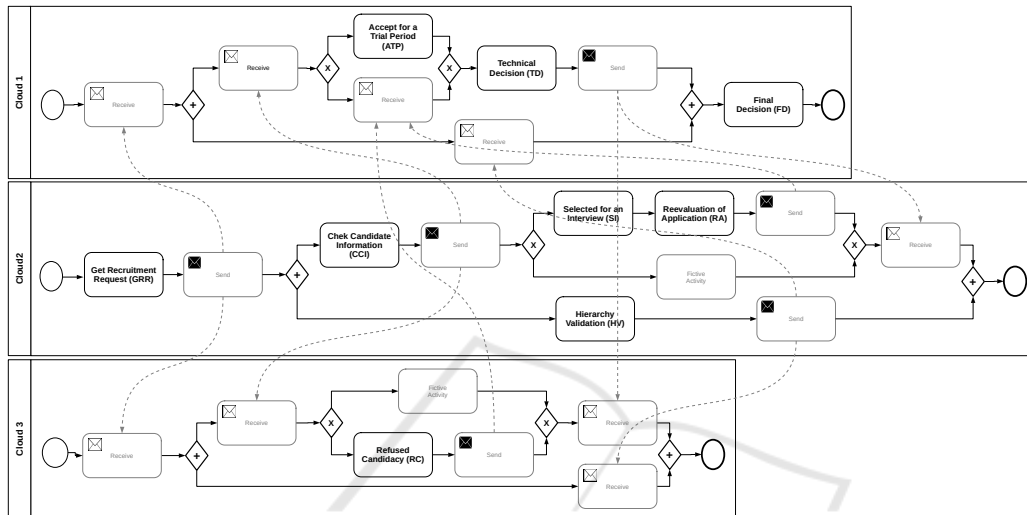 Cloud 1
Accept for a
Trial Period
(ATP)
Receive
Technical
Decision (TD)
Send
Receive
Receive
Final
Decision (FD)
Receive
Cloud2
Selected for an
Interview (SI)
Reevaluation of
Application (RA)
Send
Chek Candidate
Information
(CCI)
Send
Receive
Get Recruitment
Request (GRR)
Send
Fictive
Activity
Hierarchy
Validation (HV)
Send
Cloud 3
Fictive
Activity
Receive
Receive
Receive
Refused
Candidacy (RC)
Send
Receive